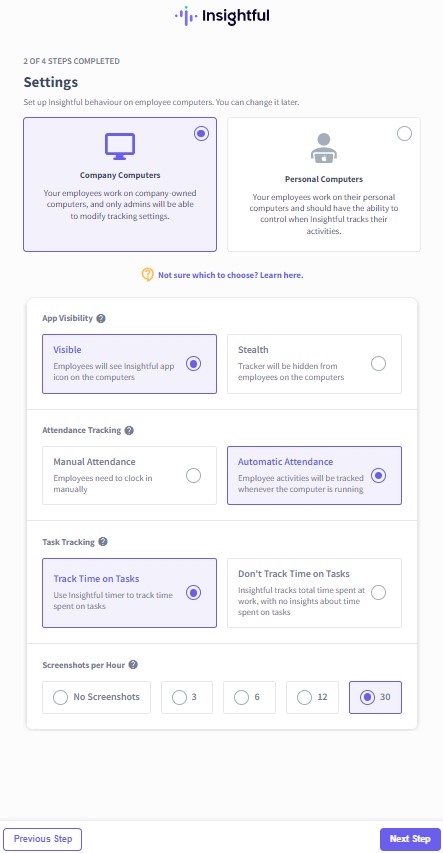 Insightful
2 OF 4 STEPS COMPLETED
Settings
Set up Insightful behaviour on employee computers. You can change it later.
Company Computers
Your employees work on company-owned
computers, and only admins will be able
to modify tracking settings.
Personal Computers
Your employees work on their personal
computers and should have the ability to
control when Insightful tracks their
activities.
Not sure which to choose? Learn here.
App Visibility ?
Visible
Employees will see Insightful app
icon on the computers
Stealth
Tracker will be hidden from
employees on the computers
Attendance Tracking ?
Manual Attendance
Employees need to clock in
manually
Automatic Attendance
Employee activities will be tracked
whenever the computer is running
Task Tracking ?
Track Time on Tasks
Use Insightful timer to track time
spent on tasks
Don't Track Time on Tasks
Insightful tracks total time spent at
work, with no insights about time
spent on tasks
Screenshots per Hour ?
No Screenshots
3
6
12
30
Previous Step
Next Step